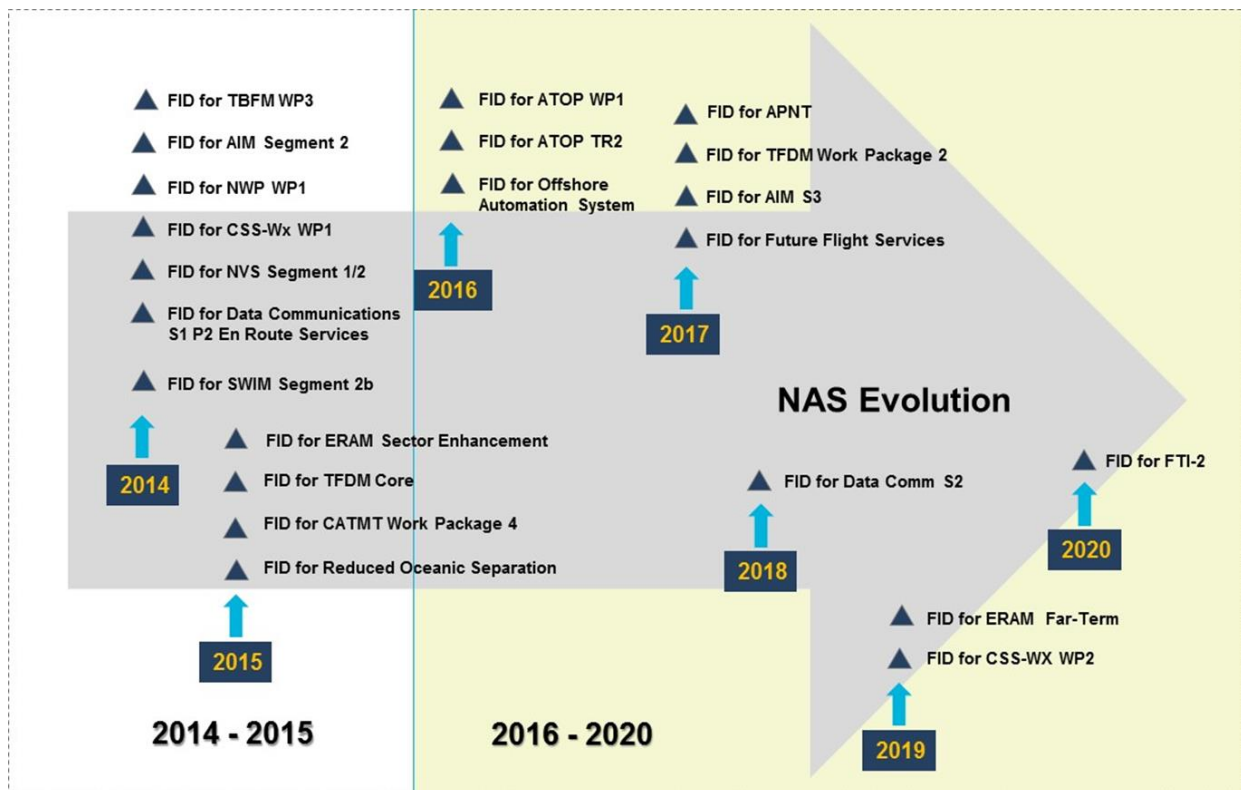 FID for TBFM WP3
FID for AIM Segment 2
FID for NWP WP1
FID for CSS-Wx WP1
FID for NVS Segment 1/2
FID for Data Communications
S1 P2 En Route Services
FID for SWIM Segment 2b
2014
FID for ERAM Sector Enhancement
FID for TFDM Core
FID for CATMT Work Package 4
FID for Reduced Oceanic Separation
2015
2014 - 2015
FID for ATOP WP1
FID for ATOP TR2
FID for Offshore
Automation System
2016
FID for APNT
FID for TFDM Work Package 2
FID for AIM S3
FID for Future Flight Services
2017
NAS Evolution
FID for Data Comm S2
2018
FID for ERAM Far-Term
FID for CSS-WX WP2
2019
FID for FTI-2
2020
2016 - 2020